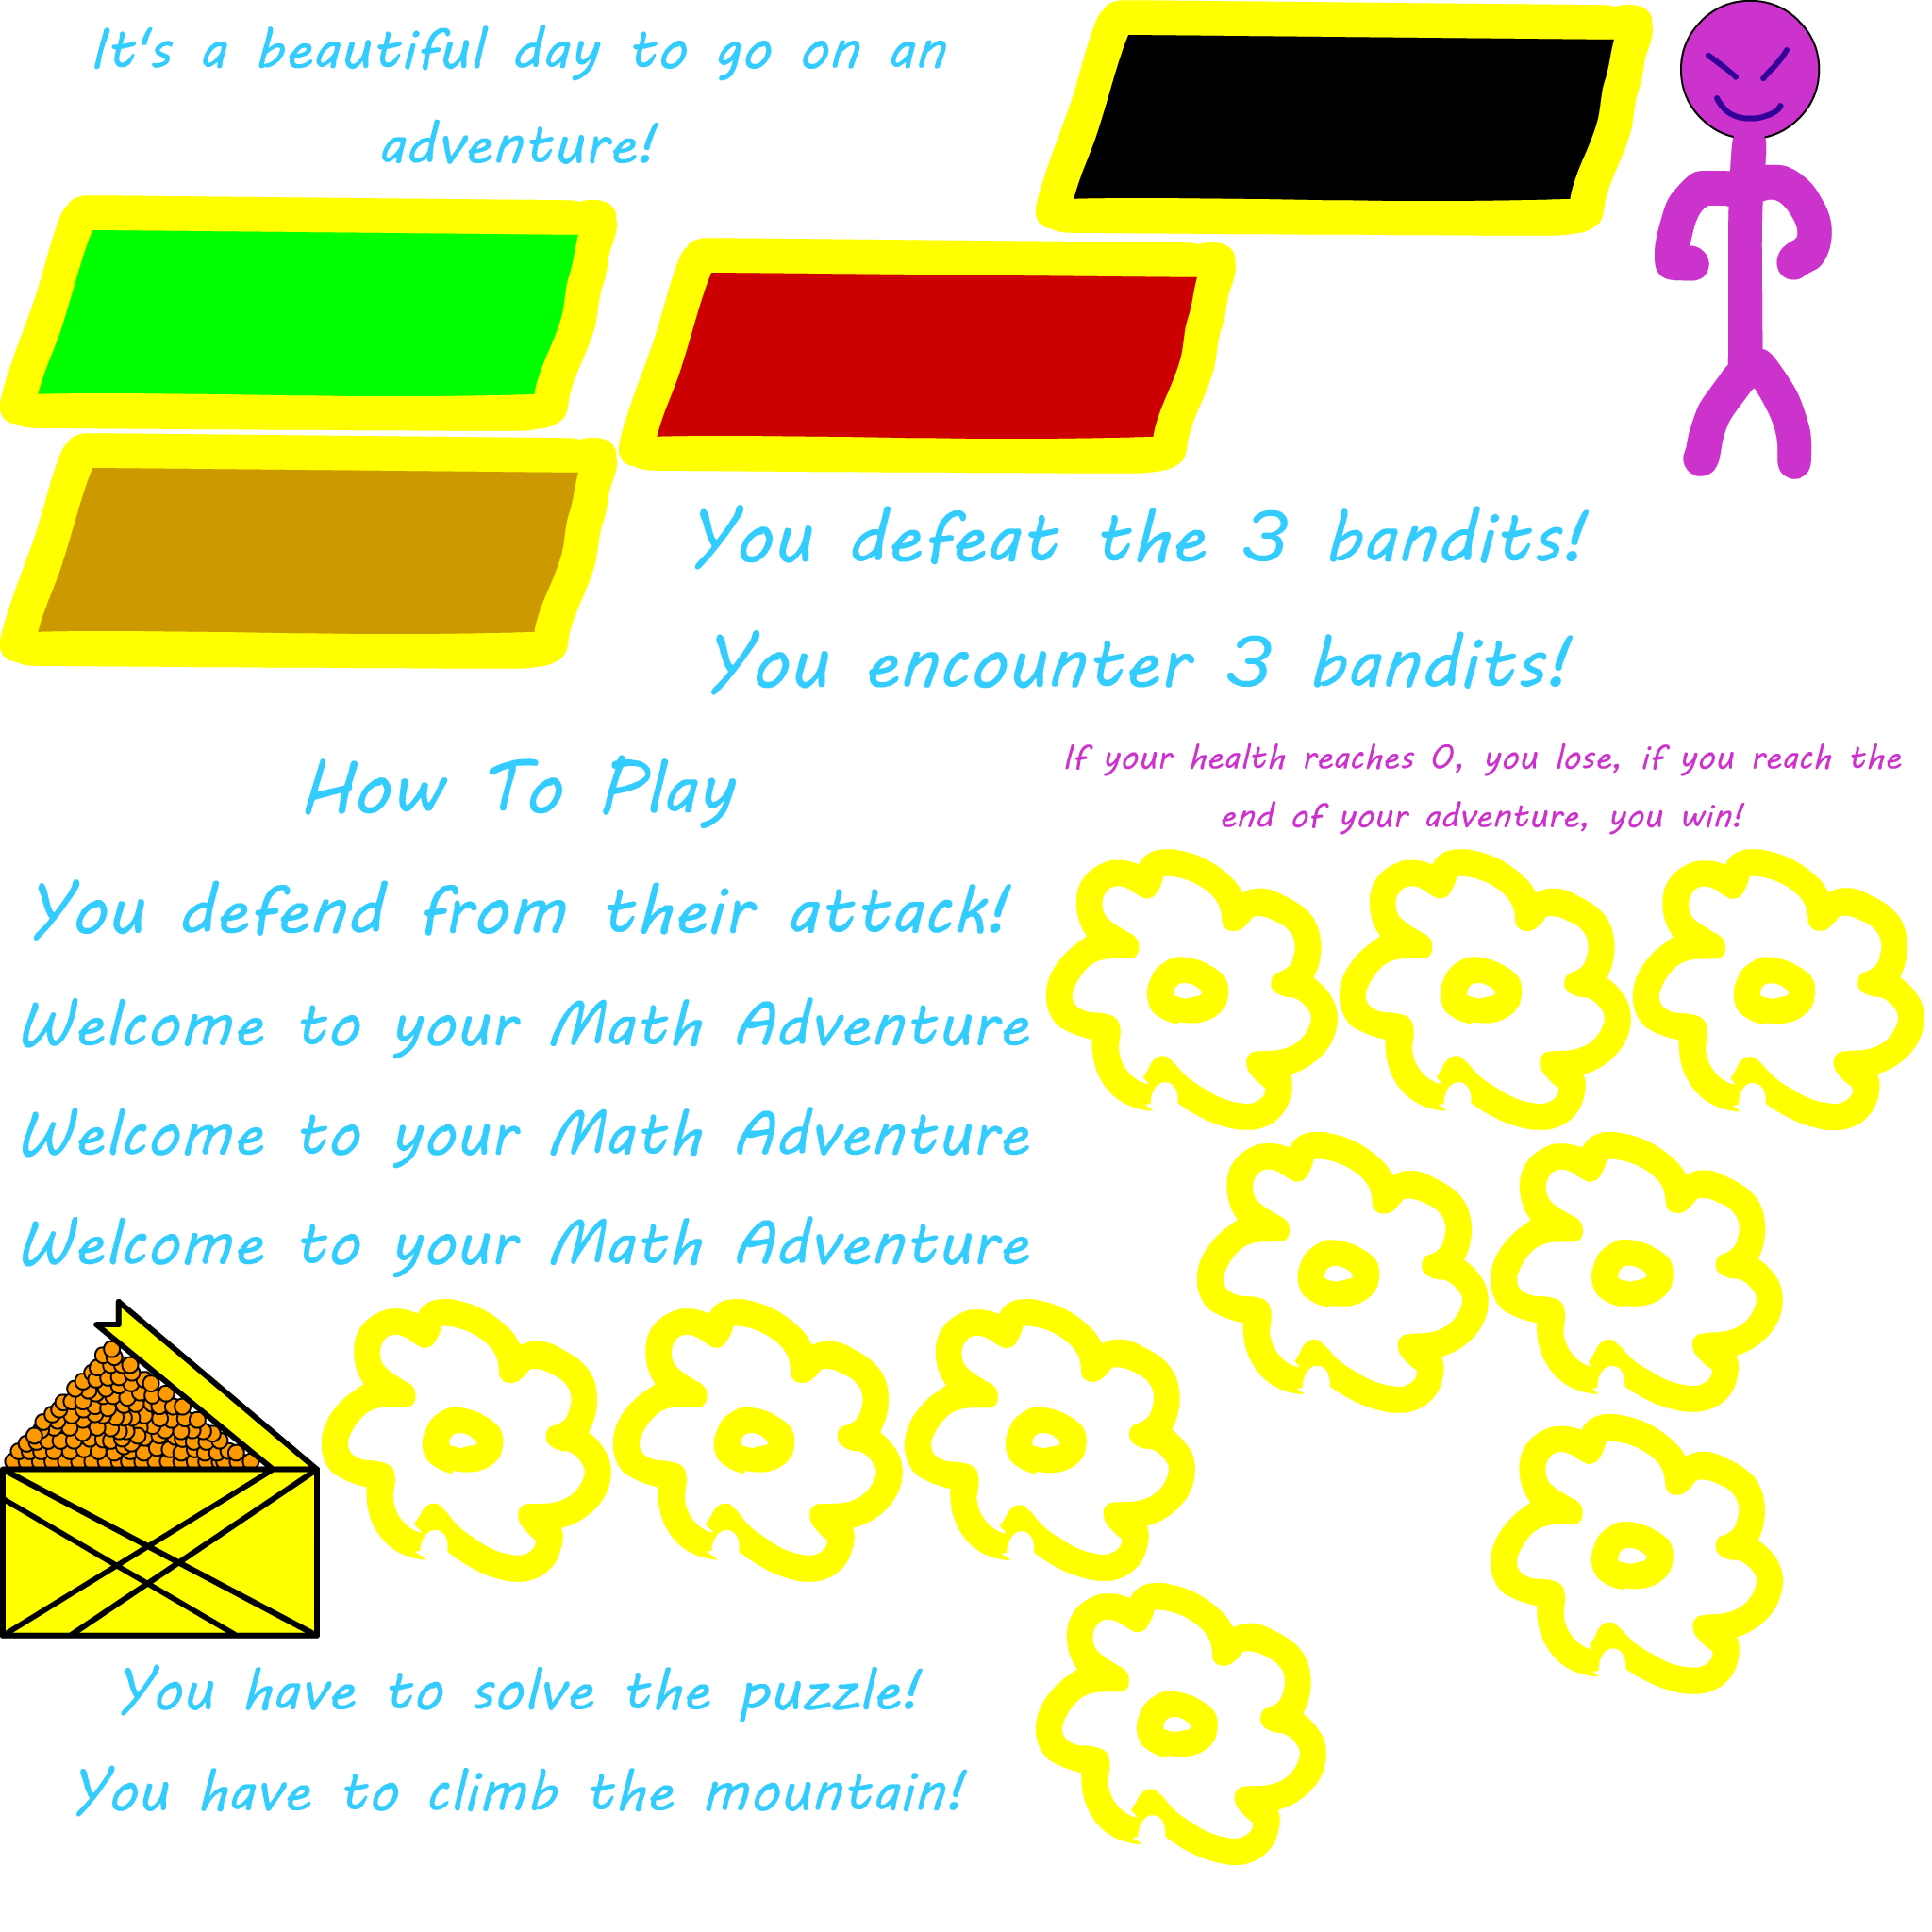 It's a beautiful day to go on an
adventure!
You defeat the 3 bandits!
You encounter 3 bandits!
How To Play
If your health reaches 0, you lose, if you reach the
end of your adventure, you win!
You defend from their attack!
Welcome to your Math Adventure
Welcome to your Math Adventure
Welcome to your Math Adventure
You have to solve the puzzle!
You have to climb the mountain!